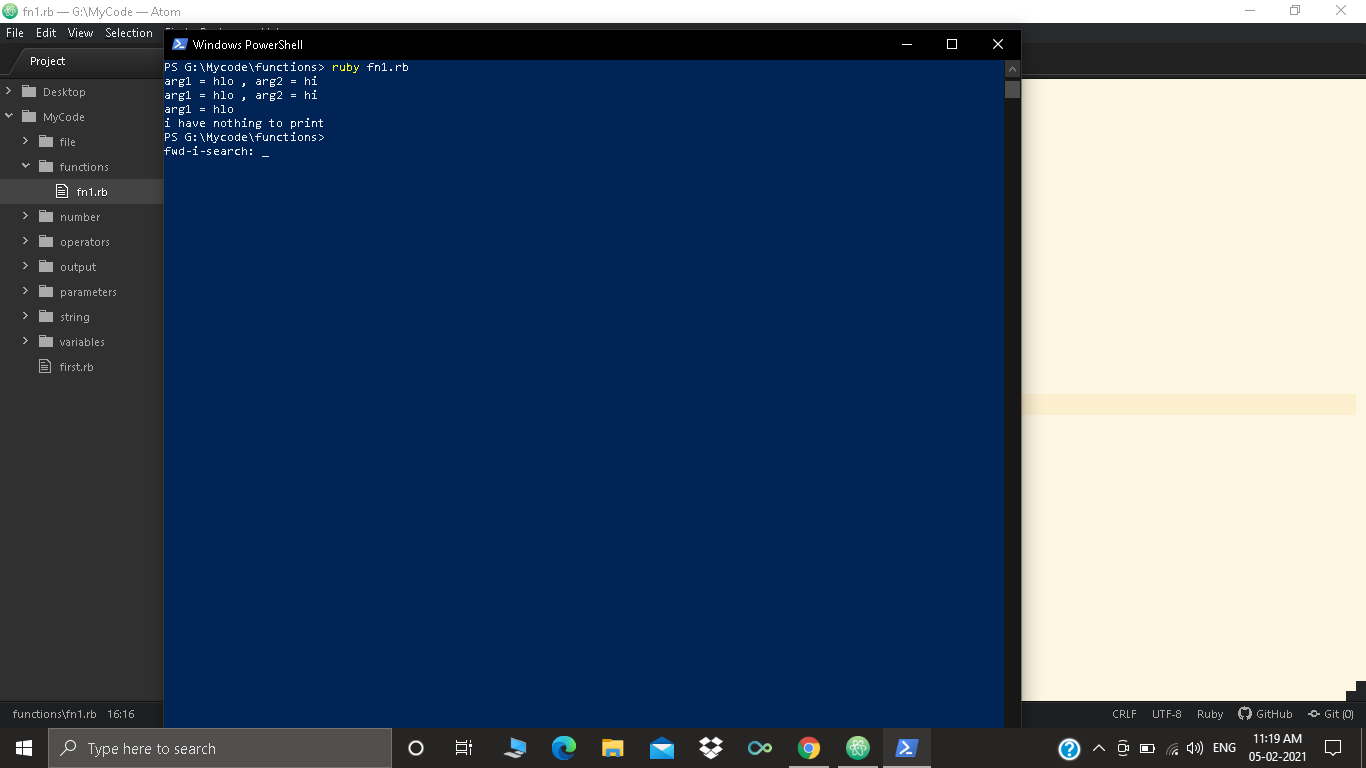 fn1.rb — G:\MyCode — Atom
File Edit View Selection
Windows PowerShell
Project
Desktop
MyCode
file
functions
fn1.rb
number
operators
output
parameters
string
variables
first.rb
PS G:\Mycode\functions> ruby fn1.rb
arg1 = hlo , arg2 = hi
arg1 = hlo , arg2 = hi
arg1 = hlo
i have nothing to print
PS G:\Mycode\functions>
fwd-i-search: _
functions\fn1.rb 16:16
CRLF UTF-8 Ruby GitHub Git (0)
Type here to search
ENG
11:19 AM
05-02-2021